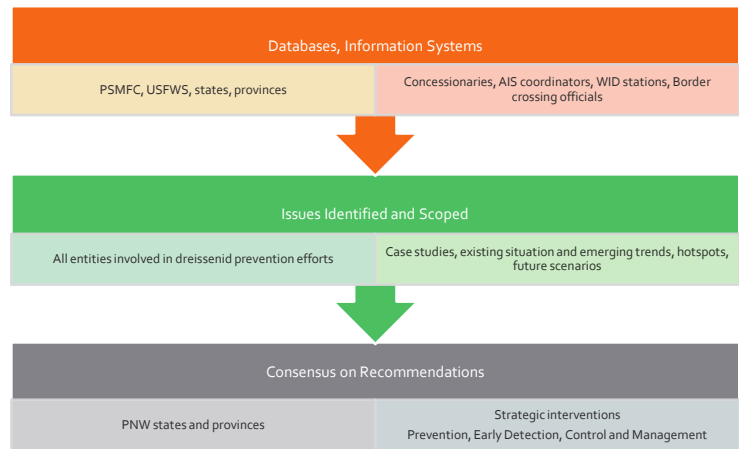 Databases, Information Systems
PSMFC, USFWS, states, provinces
Concessionaries, AIS coordinators, WID stations, Border
crossing officials
Issues Identified and Scoped
All entities involved in dreissenid prevention efforts
Case studies, existing situation and emerging trends, hotspots,
future scenarios
Consensus on Recommendations
PNW states and provinces
Strategic interventions
Prevention, Early Detection, Control and Management